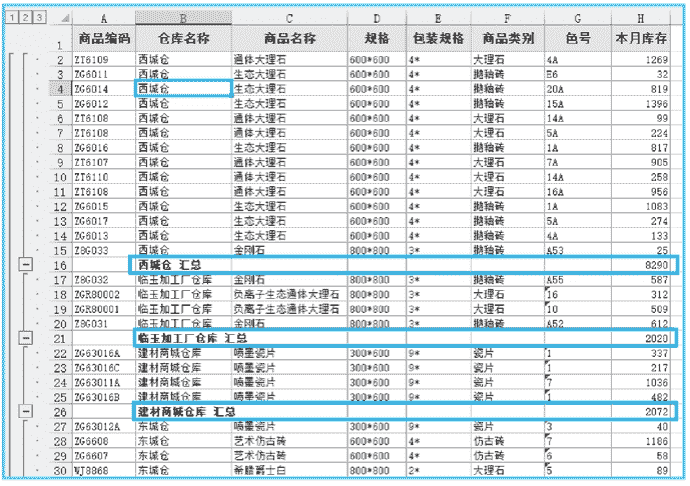 1 2 3 A B C D E F G H
1 商品编码 仓库名称 商品名称 规格 包装规格 商品类别 色号 本月库存
2 ZT6109 西城仓 通体大理石 600*600 4* 大理石 4A 1269
3 ZG6011 西城仓 生态大理石 600*600 4* 抛釉砖 E6 32
4 ZG6014 西城仓 生态大理石 600*600 4* 抛釉砖 20A 819
5 ZG6012 西城仓 生态大理石 600*600 4* 抛釉砖 15A 1396
6 ZT6108 西城仓 通体大理石 600*600 4* 大理石 14A 99
7 ZT6108 西城仓 通体大理石 600*600 4* 大理石 5A 224
8 ZG6016 西城仓 生态大理石 600*600 4* 抛釉砖 1A 817
9 ZT6107 西城仓 通体大理石 600*600 4* 大理石 7A 905
10 ZT6110 西城仓 通体大理石 600*600 4* 大理石 14A 258
11 ZT6108 西城仓 通体大理石 600*600 4* 大理石 16A 956
12 ZG6015 西城仓 生态大理石 600*600 4* 抛釉砖 1A 1083
13 ZG6017 西城仓 生态大理石 600*600 4* 抛釉砖 5A 274
14 ZG6013 西城仓 生态大理石 600*600 4* 抛釉砖 4A 133
15 Z8G033 西城仓 金刚石 800*800 3* 抛釉砖 A53 25
16 西城仓 汇总 8290
17 Z8G032 临玉加工厂仓库 金刚石 800*800 3* 抛釉砖 A55 587
18 ZGR80002 临玉加工厂仓库 负离子生态通体大理石 800*800 3* 大理石 16 312
19 ZGR80001 临玉加工厂仓库 负离子生态通体大理石 800*800 3* 大理石 10 509
20 Z8G031 临玉加工厂仓库 金刚石 800*800 3* 抛釉砖 A52 612
21 临玉加工厂仓库 汇总 2020
22 ZG63016A 建材商城仓库 喷墨瓷片 300*600 9* 瓷片 1 337
23 ZG63016C 建材商城仓库 喷墨瓷片 300*600 9* 瓷片 1 217
24 ZG63011A 建材商城仓库 喷墨瓷片 300*600 9* 瓷片 7 1036
25 ZG63016B 建材商城仓库 喷墨瓷片 300*600 9* 瓷片 1 482
26 建材商城仓库 汇总 2072
27 ZG63012A 东城仓 喷墨瓷片 300*600 9* 瓷片 3 40
28 ZG6608 东城仓 艺术仿古砖 600*600 4* 仿古砖 7 1186
29 ZG6607 东城仓 艺术仿古砖 600*600 4* 仿古砖 6 58
30 WJ8868 东城仓 希腊爵士白 800*800 2* 大理石 5 89